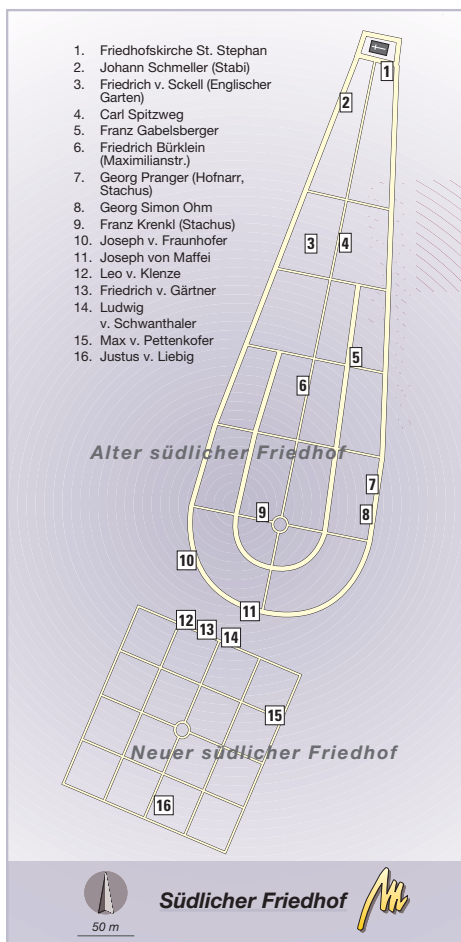 1. Friedhofskirche St. Stephan
2. Johann Schmeller (Stabi)
3. Friedrich v. Sckell (Englischer
Garten)
4. Carl Spitzweg
5. Franz Gabelsberger
6. Friedrich Bürklein
(Maximilianstr.)
7. Georg Pranger (Hofnarr,
Stachus)
8. Georg Simon Ohm
9. Franz Krenkl (Stachus)
10. Joseph v. Fraunhofer
11. Joseph von Maffei
12. Leo v. Klenze
13. Friedrich v. Gärtner
14. Ludwig
v. Schwanthaler
15. Max v. Pettenkofer
16. Justus v. Liebig
1
2
3
4
5
6
Alter südlicher Friedhof
7
8
9
10
11
12
13
14
15
Neuer südlicher Friedhof
16
Südlicher Friedhof
50 m